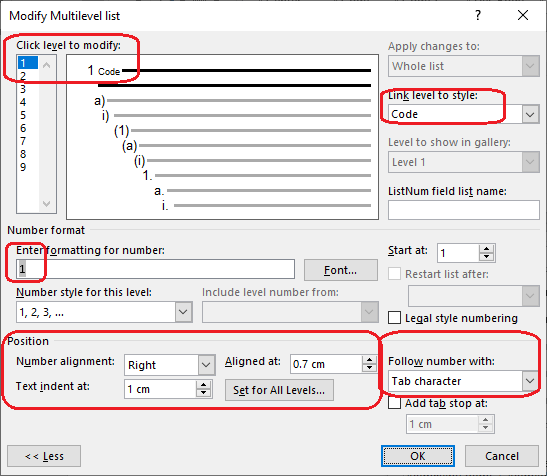 Modify Multilevel list
? ×
Click level to modify:
1
2
3
4
5
6
7
8
9
1 Code
a)
i)
(1)
(a)
(i)
1.
a.
i.
Apply changes to:
Whole list
Link level to style:
Code
Level to show in gallery:
Level 1
ListNum field list name:
Number format
Enter formatting for number:
1
Font...
Number style for this level:
1, 2, 3, ...
Include level number from:
Start at:
1
Restart list after:
Legal style numbering
Position
Number alignment:
Right
Aligned at:
0.7 cm
Text indent at:
1 cm
Set for All Levels...
Follow number with:
Tab character
Add tab stop at:
1 cm
<< Less
OK
Cancel